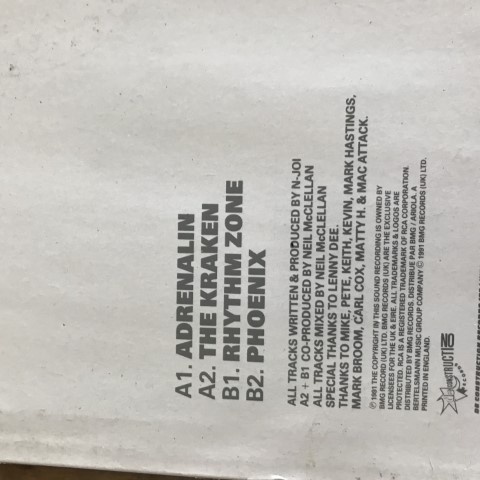 A1. ADRENALIN
A2. THE KRAKEN
B1. RHYTHM ZONE
B2. PHOENIX
ALL TRACKS WRITTEN & PRODUCED BY N-JOI
A2 + B1 CO-PRODUCED BY NEIL McCLELLAN
ALL TRACKS MIXED BY NEIL McCLELLAN
SPECIAL THANKS TO LENNY DEE.
THANKS TO MIKE, PETE, KEITH, KEVIN, MARK HASTINGS,
MARK BROOM, CARL COX, MATTY H. & MAC ATTACK.
℗ 1991 THE COPYRIGHT IN THIS SOUND RECORDING IS OWNED BY
BMG RECORD (UK) LTD. BMG RECORDS (UK) ARE THE EXCLUSIVE
LICENSEES FOR THE UK & EIRE. ALL TRADEMARKS & LOGOS ARE
PROTECTED. RCA IS A REGISTERED TRADEMARK OF RCA CORPORATION.
DISTRIBUTED BY BMG RECORDS. DISTRIBUE PAR BMG / ARIOLA. A
BERTELSMANN MUSIC GROUP COMPANY © 1991 BMG RECORDS (UK) LTD.
PRINTED IN ENGLAND.
RECORDS